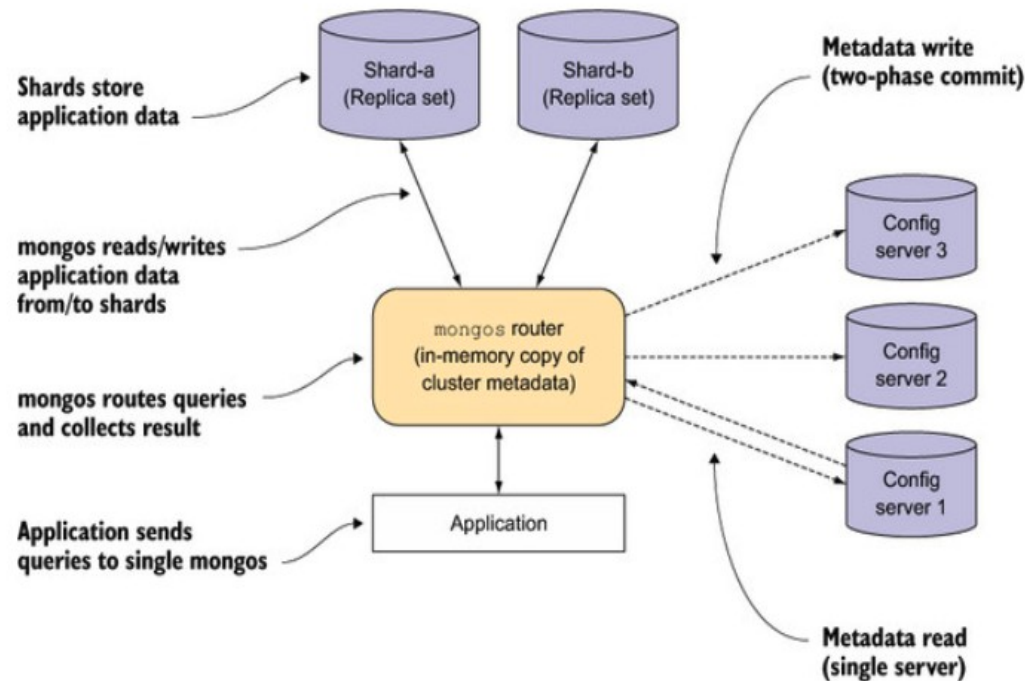 Shard-a
(Replica set)
Shard-b
(Replica set)
Metadata write
(two-phase commit)
Shards store
application data
mongos reads/writes
application data
from/to shards
Config
server 3
mongos router
(in-memory copy of
cluster metadata)
Config
server 2
mongos routes queries
and collects result
Config
server 1
Application
Application sends
queries to single mongos
Metadata read
(single server)